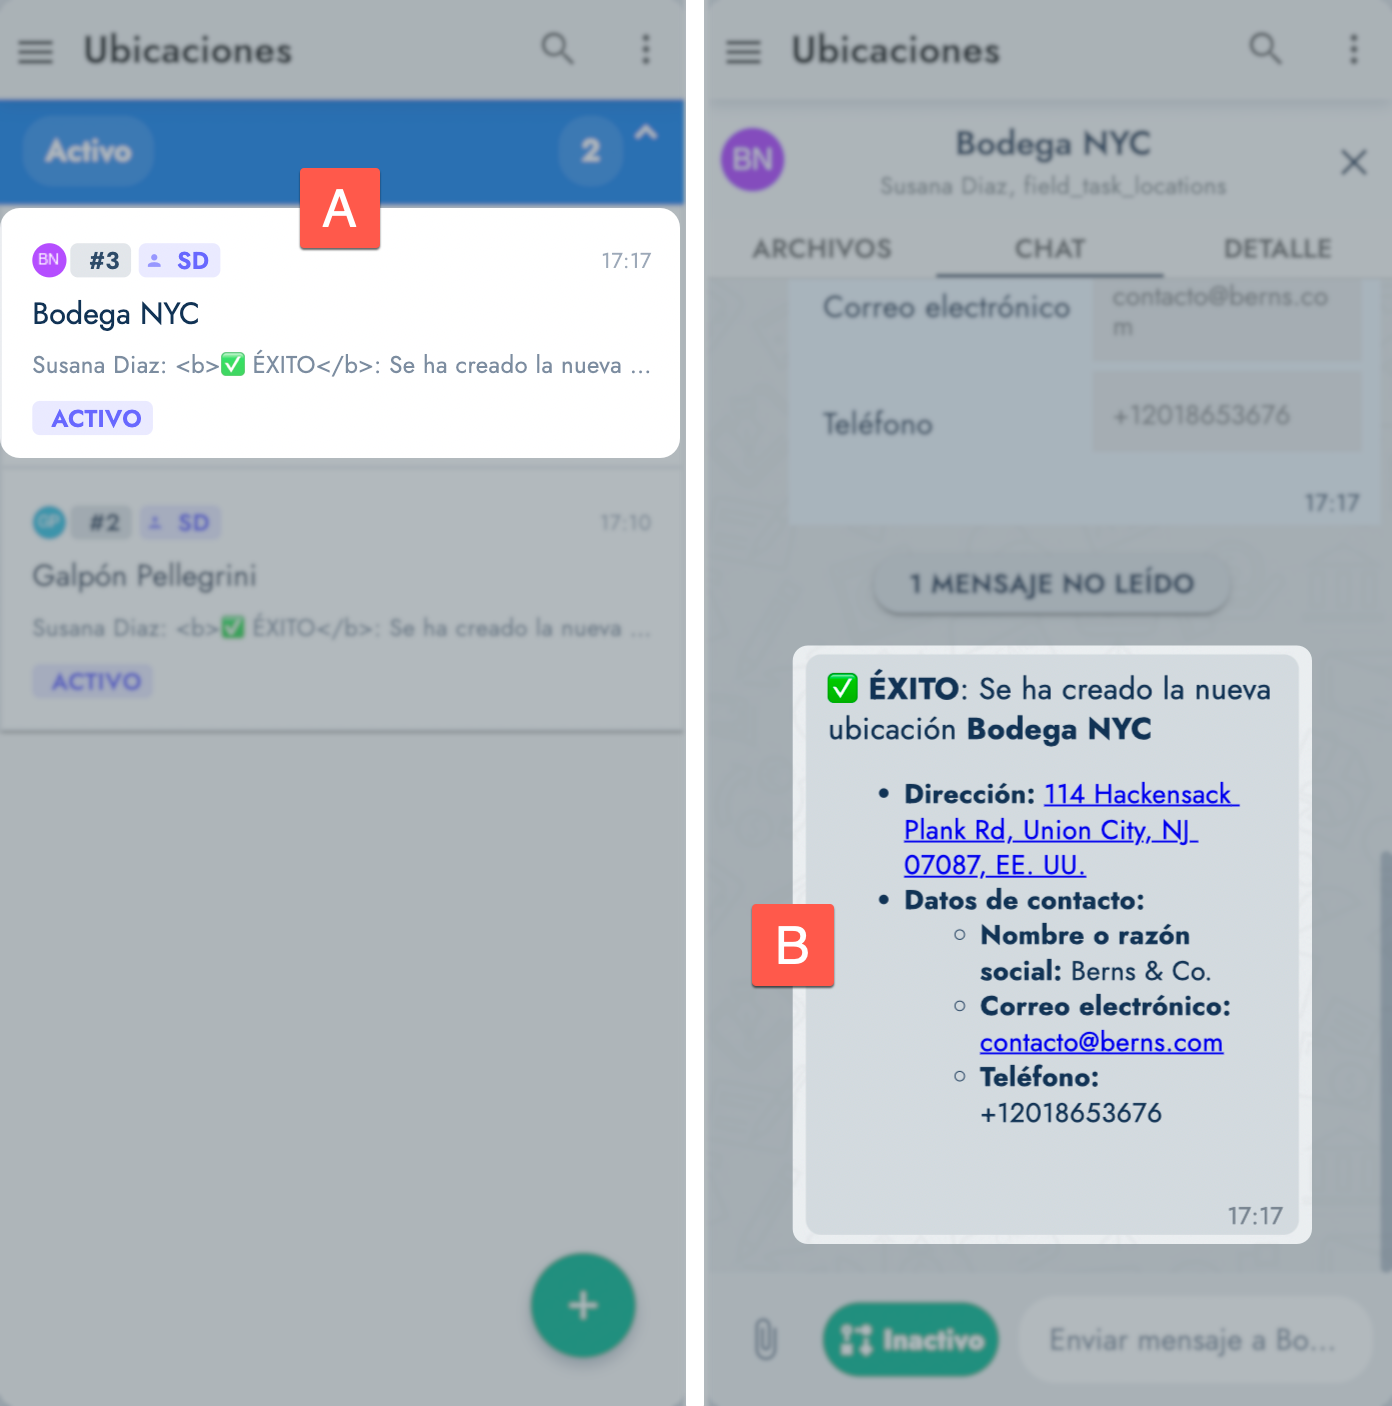 Ubicaciones
Activo
2
A
BN #3 SD 17:17
Bodega NYC
Susana Diaz: <b>✅ ÉXITO</b>: Se ha creado la nueva ...
ACTIVO
GP #2 SD 17:10
Galpón Pellegrini
Susana Diaz: <b>✅ ÉXITO</b>: Se ha creado la nueva ...
ACTIVO
+
Ubicaciones
BN
Bodega NYC
Susana Diaz, field_task_locations
ARCHIVOS CHAT DETALLE
Correo electrónico
contacto@berns.co
m
Teléfono
+12018653676
17:17
1 MENSAJE NO LEÍDO
✅ ÉXITO: Se ha creado la nueva
ubicación Bodega NYC
• Dirección: 114 Hackensack
Plank Rd, Union City, NJ
07087, EE. UU.
• Datos de contacto:
B
○ Nombre o razón
social: Berns & Co.
○ Correo electrónico:
contacto@berns.com
○ Teléfono:
+12018653676
17:17
Inactivo
Enviar mensaje a Bo...